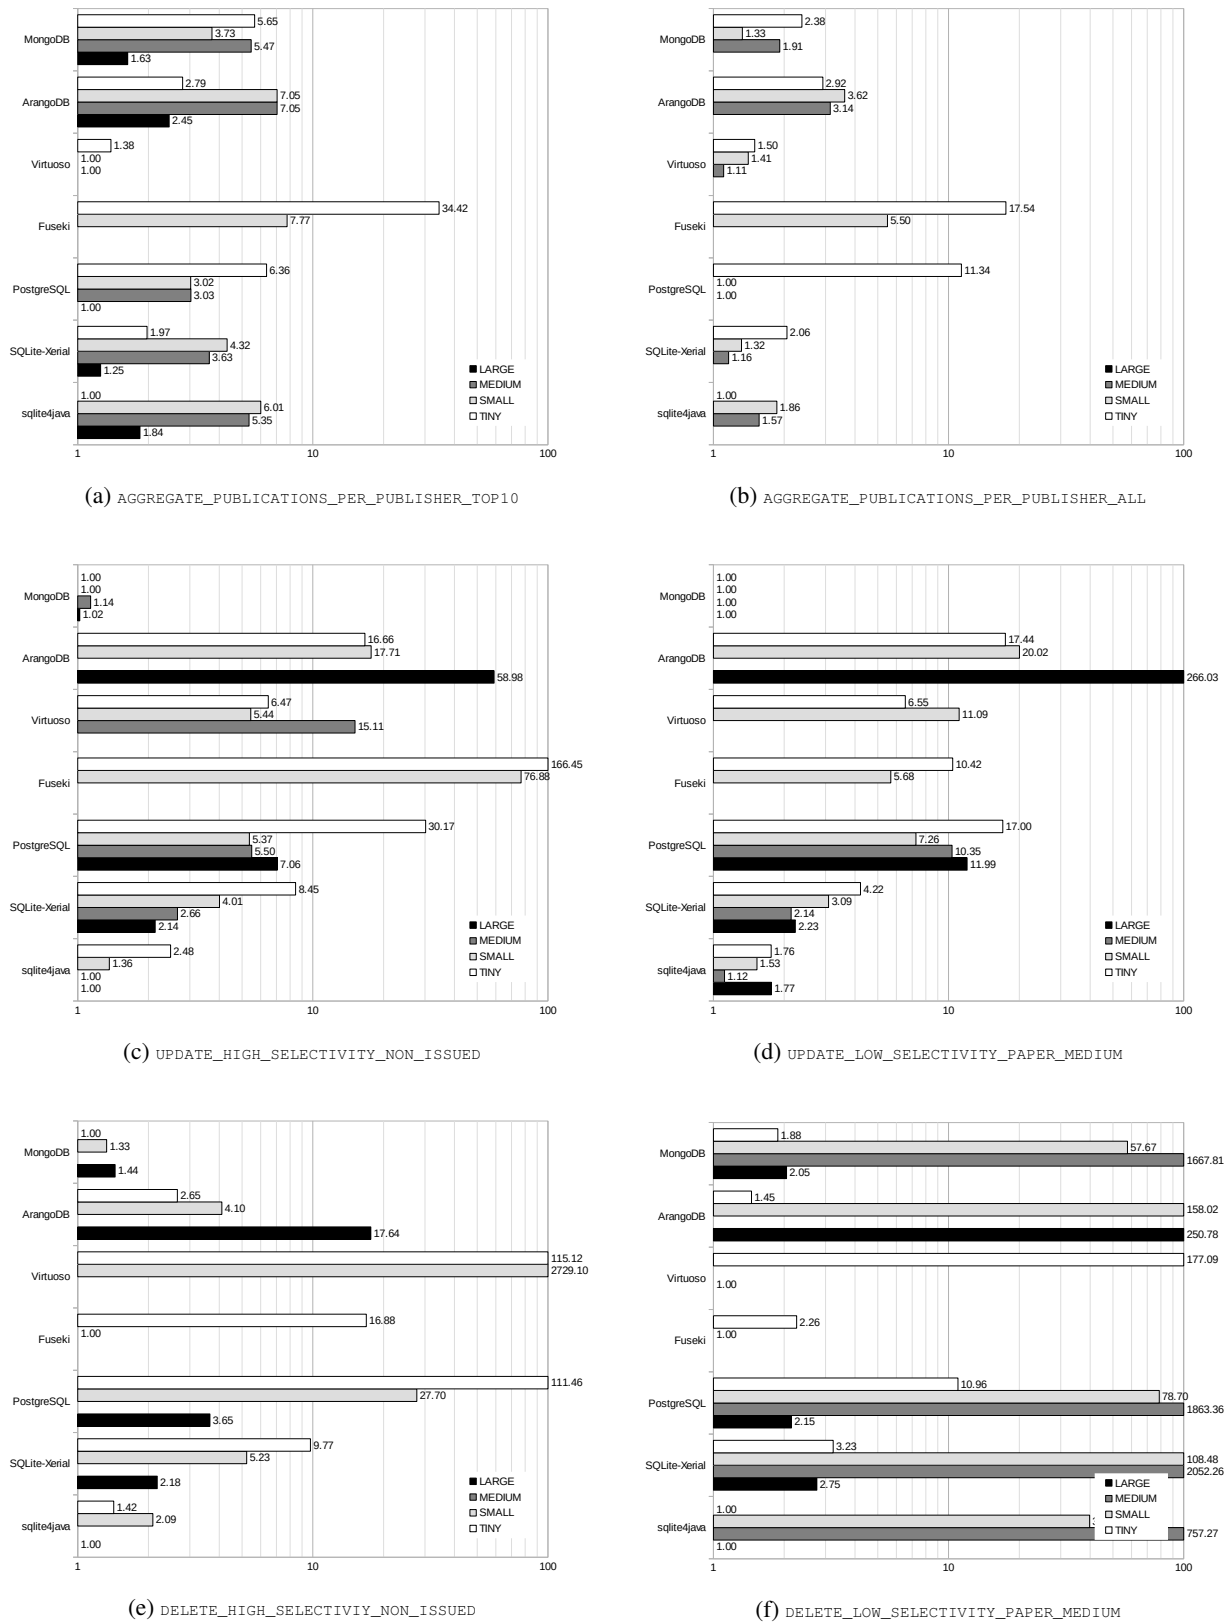 MongoDB
5.65
3.73
5.47
1.63
ArangoDB
2.79
7.05
7.05
2.45
Virtuoso
1.38
1.00
1.00
Fuseki
34.42
7.77
PostgreSQL
6.36
3.02
3.03
1.00
SQLite-Xerial
1.97
4.32
3.63
1.25
sqlite4java
1.00
6.01
5.35
1.84
LARGE
MEDIUM
SMALL
TINY
1 10 100
(a) AGGREGATE_PUBLICATIONS_PER_PUBLISHER_TOP10
MongoDB
2.38
1.33
1.91
ArangoDB
2.92
3.62
3.14
Virtuoso
1.50
1.41
1.11
Fuseki
17.54
5.50
PostgreSQL
11.34
1.00
1.00
SQLite-Xerial
2.06
1.32
1.16
sqlite4java
1.00
1.86
1.57
LARGE
MEDIUM
SMALL
TINY
1 10 100
(b) AGGREGATE_PUBLICATIONS_PER_PUBLISHER_ALL
MongoDB
1.00
1.00
1.14
1.02
ArangoDB
16.66
17.71
58.98
Virtuoso
6.47
5.44
15.11
Fuseki
166.45
76.88
PostgreSQL
30.17
5.37
5.50
7.06
SQLite-Xerial
8.45
4.01
2.66
2.14
sqlite4java
2.48
1.36
1.00
1.00
LARGE
MEDIUM
SMALL
TINY
1 10 100
(c) UPDATE_HIGH_SELECTIVITY_NON_ISSUED
MongoDB
1.00
1.00
1.00
1.00
ArangoDB
17.44
20.02
266.03
Virtuoso
6.55
11.09
Fuseki
10.42
5.68
PostgreSQL
17.00
7.26
10.35
11.99
SQLite-Xerial
4.22
3.09
2.14
2.23
sqlite4java
1.76
1.53
1.12
1.77
LARGE
MEDIUM
SMALL
TINY
1 10 100
(d) UPDATE_LOW_SELECTIVITY_PAPER_MEDIUM
MongoDB
1.00
1.33
1.44
ArangoDB
2.65
4.10
17.64
Virtuoso
115.12
2729.10
Fuseki
16.88
1.00
PostgreSQL
111.46
27.70
3.65
SQLite-Xerial
9.77
5.23
2.18
sqlite4java
1.42
2.09
1.00
LARGE
MEDIUM
SMALL
TINY
1 10 100
(e) DELETE_HIGH_SELECTIVIY_NON_ISSUED
MongoDB
1.88
57.67
1667.81
2.05
ArangoDB
1.45
158.02
250.78
Virtuoso
177.09
1.00
Fuseki
2.26
1.00
PostgreSQL
10.96
78.70
1863.36
2.15
SQLite-Xerial
3.23
108.48
2052.26
2.75
sqlite4java
1.00
757.27
1.00
LARGE
MEDIUM
SMALL
TINY
1 10 100
(f) DELETE_LOW_SELECTIVITY_PAPER_MEDIUM